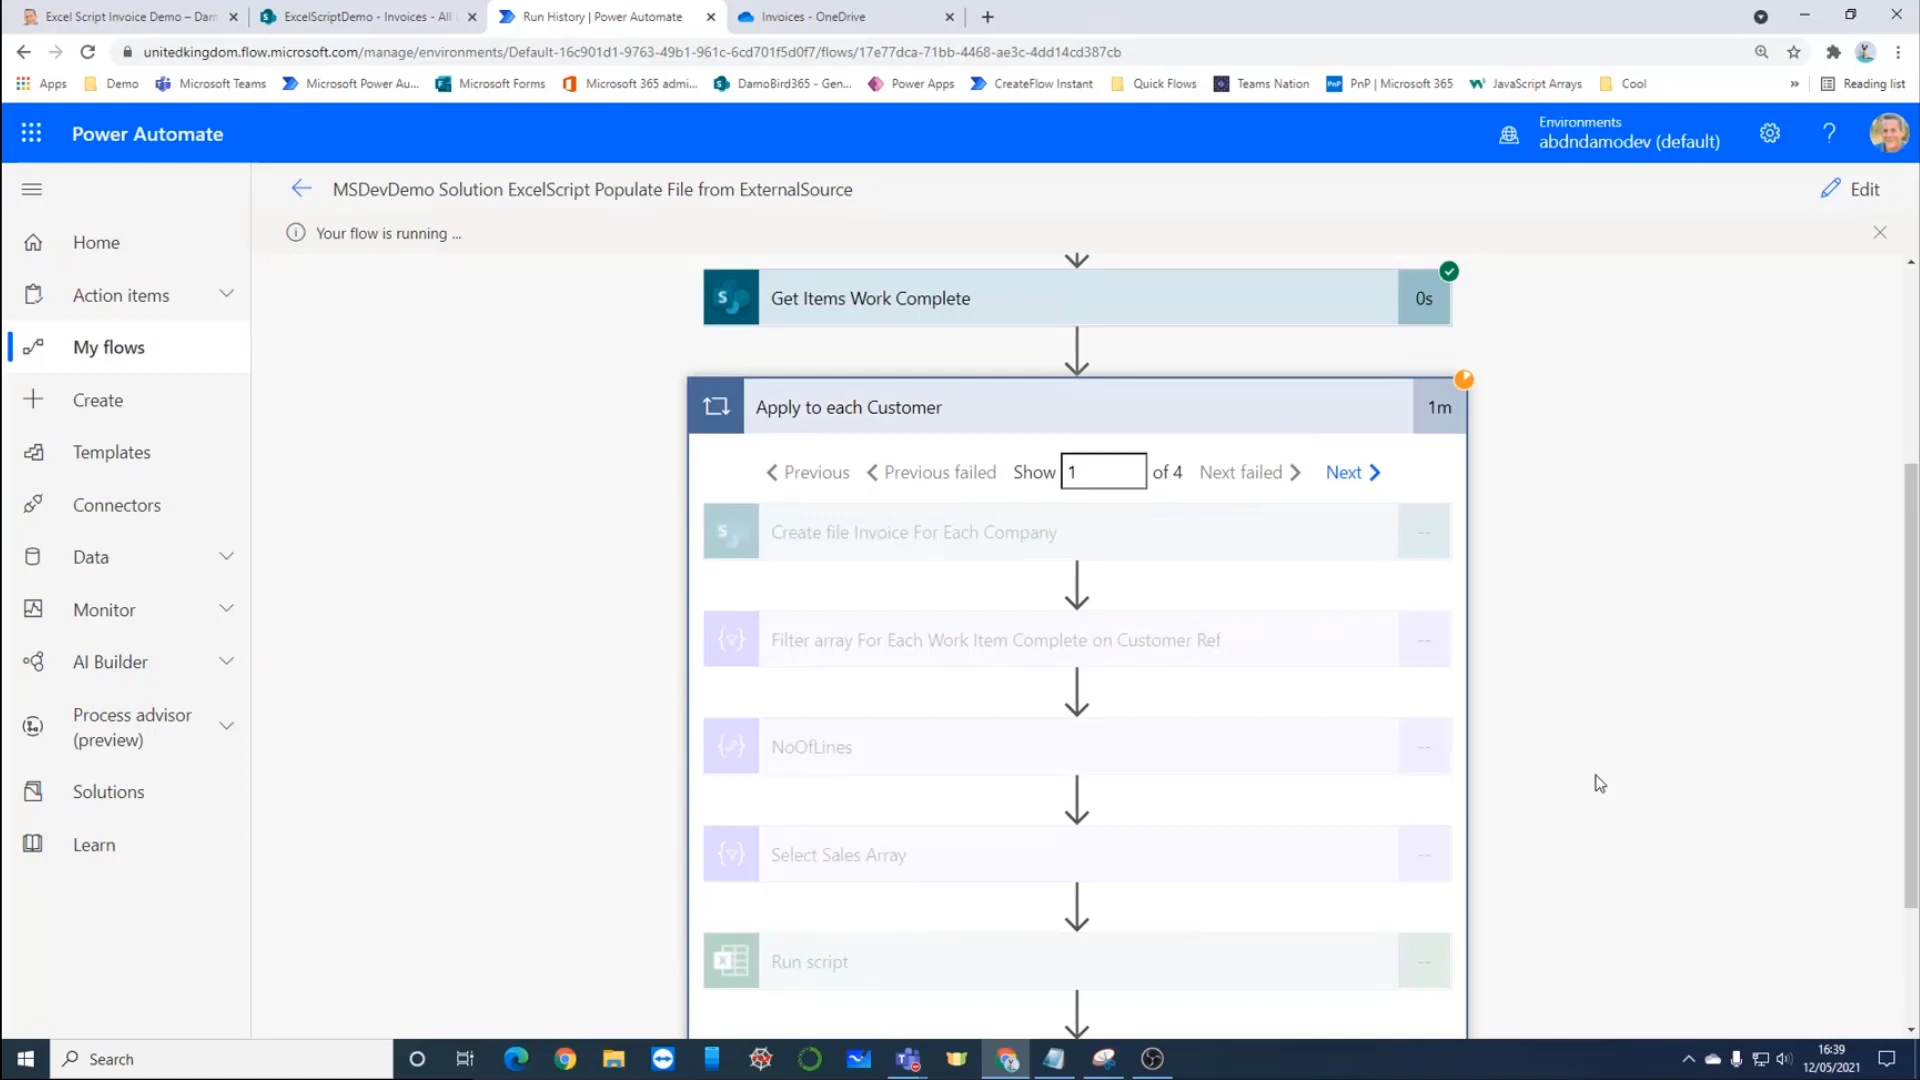 Excel Script Invoice Demo – Dam
ExcelScriptDemo - Invoices - All
Run History | Power Automate
Invoices - OneDrive
unitedkingdom.flow.microsoft.com/manage/environments/Default-16c901d1-9763-49b1-961c-6cd701f5d0f7/flows/17e77dca-71bb-4468-ae3c-4dd14cd387cb
Apps
Demo
Microsoft Teams
Microsoft Power Au...
Microsoft Forms
Microsoft 365 admi...
DamoBird365 - Gen...
Power Apps
CreateFlow Instant
Quick Flows
Teams Nation
PnP | Microsoft 365
JavaScript Arrays
Cool
Reading list
Power Automate
Environments
abdndamodev (default)
MSDevDemo Solution ExcelScript Populate File from ExternalSource
Edit
Your flow is running ...
Home
Action items
My flows
Create
Templates
Connectors
Data
Monitor
AI Builder
Process advisor
(preview)
Solutions
Learn
Get Items Work Complete
0s
Apply to each Customer
1m
Previous
Previous failed
Show 1 of 4
Next failed
Next
Create file Invoice For Each Company
--
Filter array For Each Work Item Complete on Customer Ref
--
NoOfLines
--
Select Sales Array
--
Run script
--
Search
16:39
12/05/2021